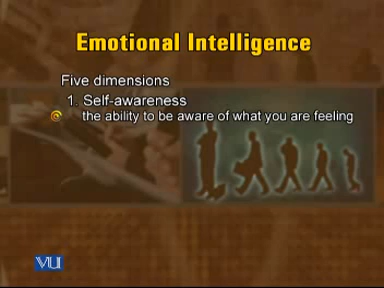 Emotional Intelligence
Five dimensions
1. Self-awareness
the ability to be aware of what you are feeling
VU